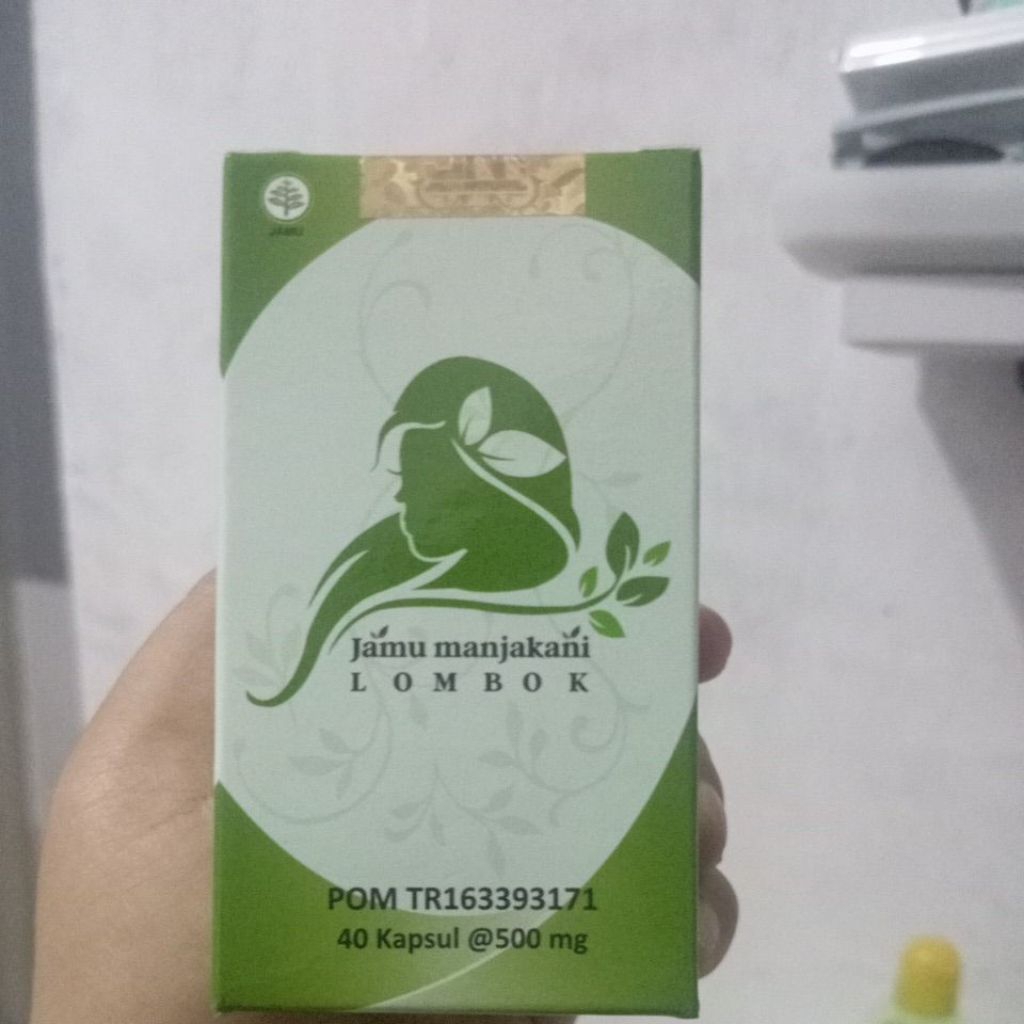 JAMU
Jamu manjakani
LOMBOK
POM TR163393171
40 Kapsul @500 mg